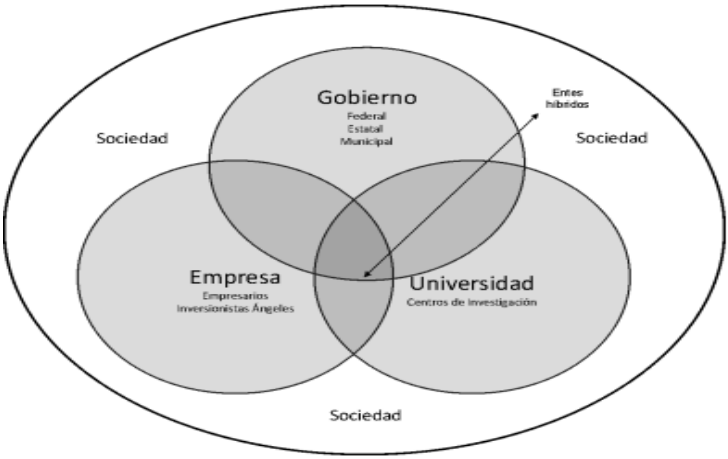 Gobierno
Federal
Estatal
Municipal
Entes
híbridos
Sociedad
Sociedad
Empresa
Empresarios
Inversionistas Ángeles
Universidad
Centros de Investigación
Sociedad